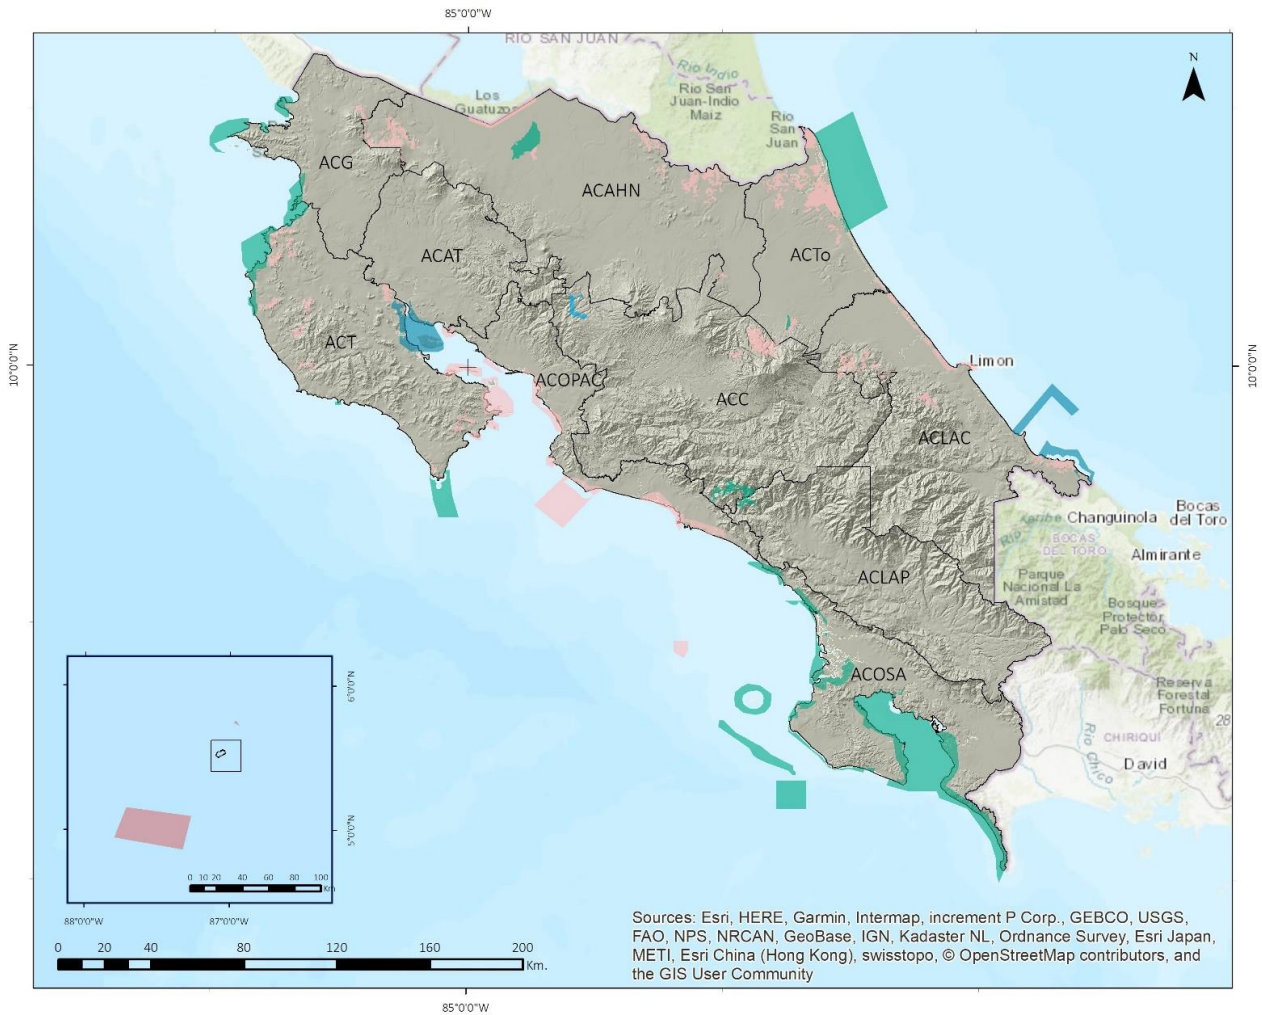 85°0'0"W
RIO SAN JUAN
N
Río Indio
Los
Guatuzos
Río San
Juan-Indio
Maiz
Río
San
Juan
ACG
ACAHN
ACAT
ACTo
ACT
10°0'0"N
10°0'0"N
Limon
ACOPAC
ACC
ACLAC
Bocas
del Toro
Changuinola
BOCAS
DEL TORO
Almirante
Parque
Nacional La
Amistad
ACLAP
Bosque
Protector
Palo Seco
ACOSA
Reserva
Forestal
Fortuna
28
CHIRIQUÍ
Río Chico
David
6°0'0"N
5°0'0"N
0 10 20 40 60 80 100
Km
88°0'0"W
87°0'0"W
0 20 40 80 120 160 200
Km.
Sources: Esri, HERE, Garmin, Intermap, increment P Corp., GEBCO, USGS,
FAO, NPS, NRCAN, GeoBase, IGN, Kadaster NL, Ordnance Survey, Esri Japan,
METI, Esri China (Hong Kong), swisstopo, © OpenStreetMap contributors, and
the GIS User Community
85°0'0"W